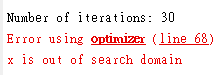 Number of iterations: 30
Error using optimizer (line 68)
x is out of search domain